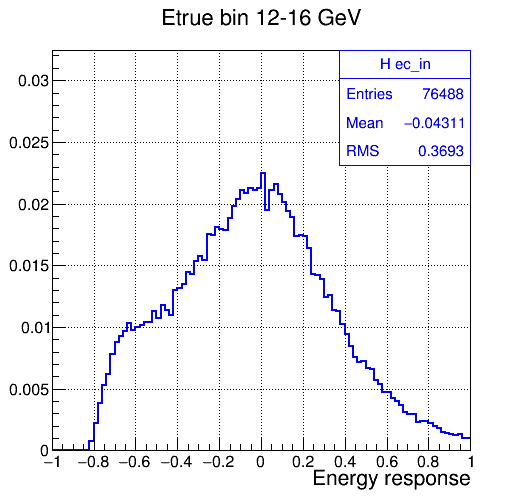 Etrue bin 12-16 GeV
H ec_in
Entries 76488
Mean −0.04311
RMS 0.3693
0.03
0.025
0.02
0.015
0.01
0.005
0
−1 −0.8 −0.6 −0.4 −0.2 0 0.2 0.4 0.6 0.8 1
Energy response